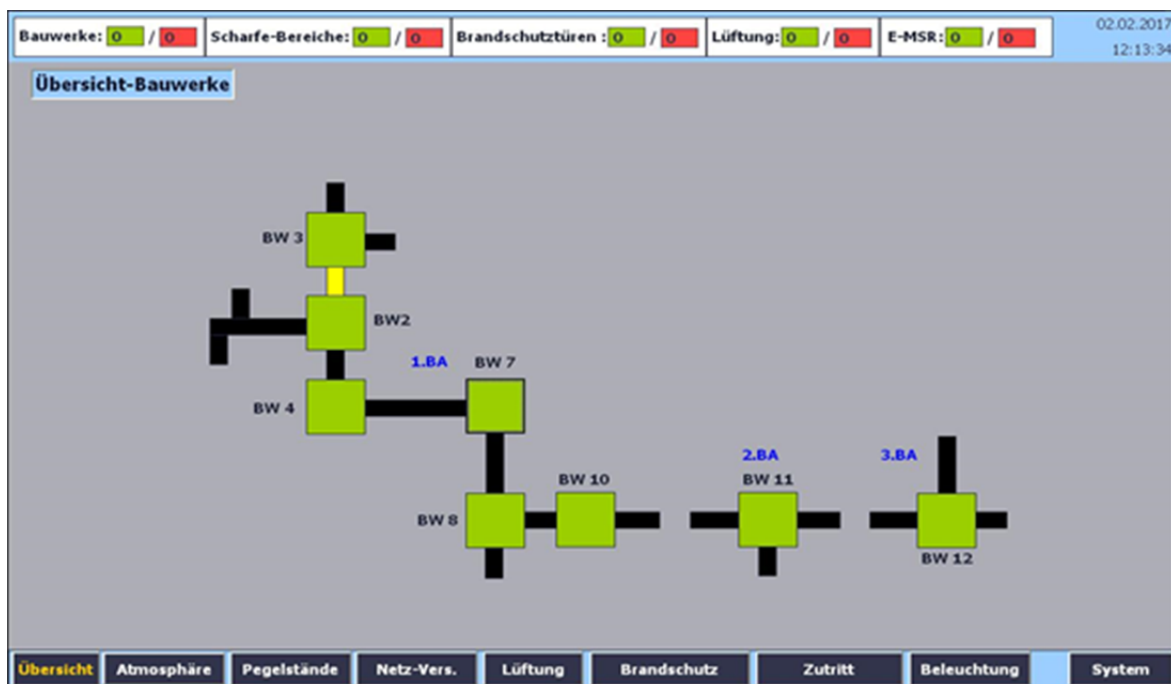 Bauwerke: 0 / 0 Scharfe-Bereiche: 0 / 0 Brandschutztüren : 0 / 0 Lüftung: 0 / 0 E-MSR: 0 / 0 02.02.2017
12:13:34
Übersicht-Bauwerke
BW 3
BW2
1.BA BW 7
BW 4
2.BA 3.BA
BW 10 BW 11
BW 8
BW 12
Übersicht Atmosphäre Pegelstände Netz-Vers. Lüftung Brandschutz Zutritt Beleuchtung System